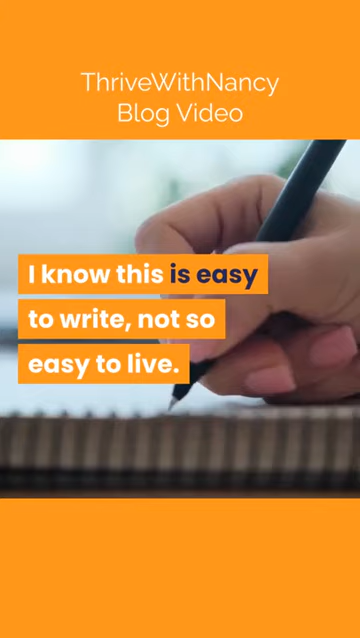 ThriveWithNancy
Blog Video
I know this is easy
to write, not so
easy to live.